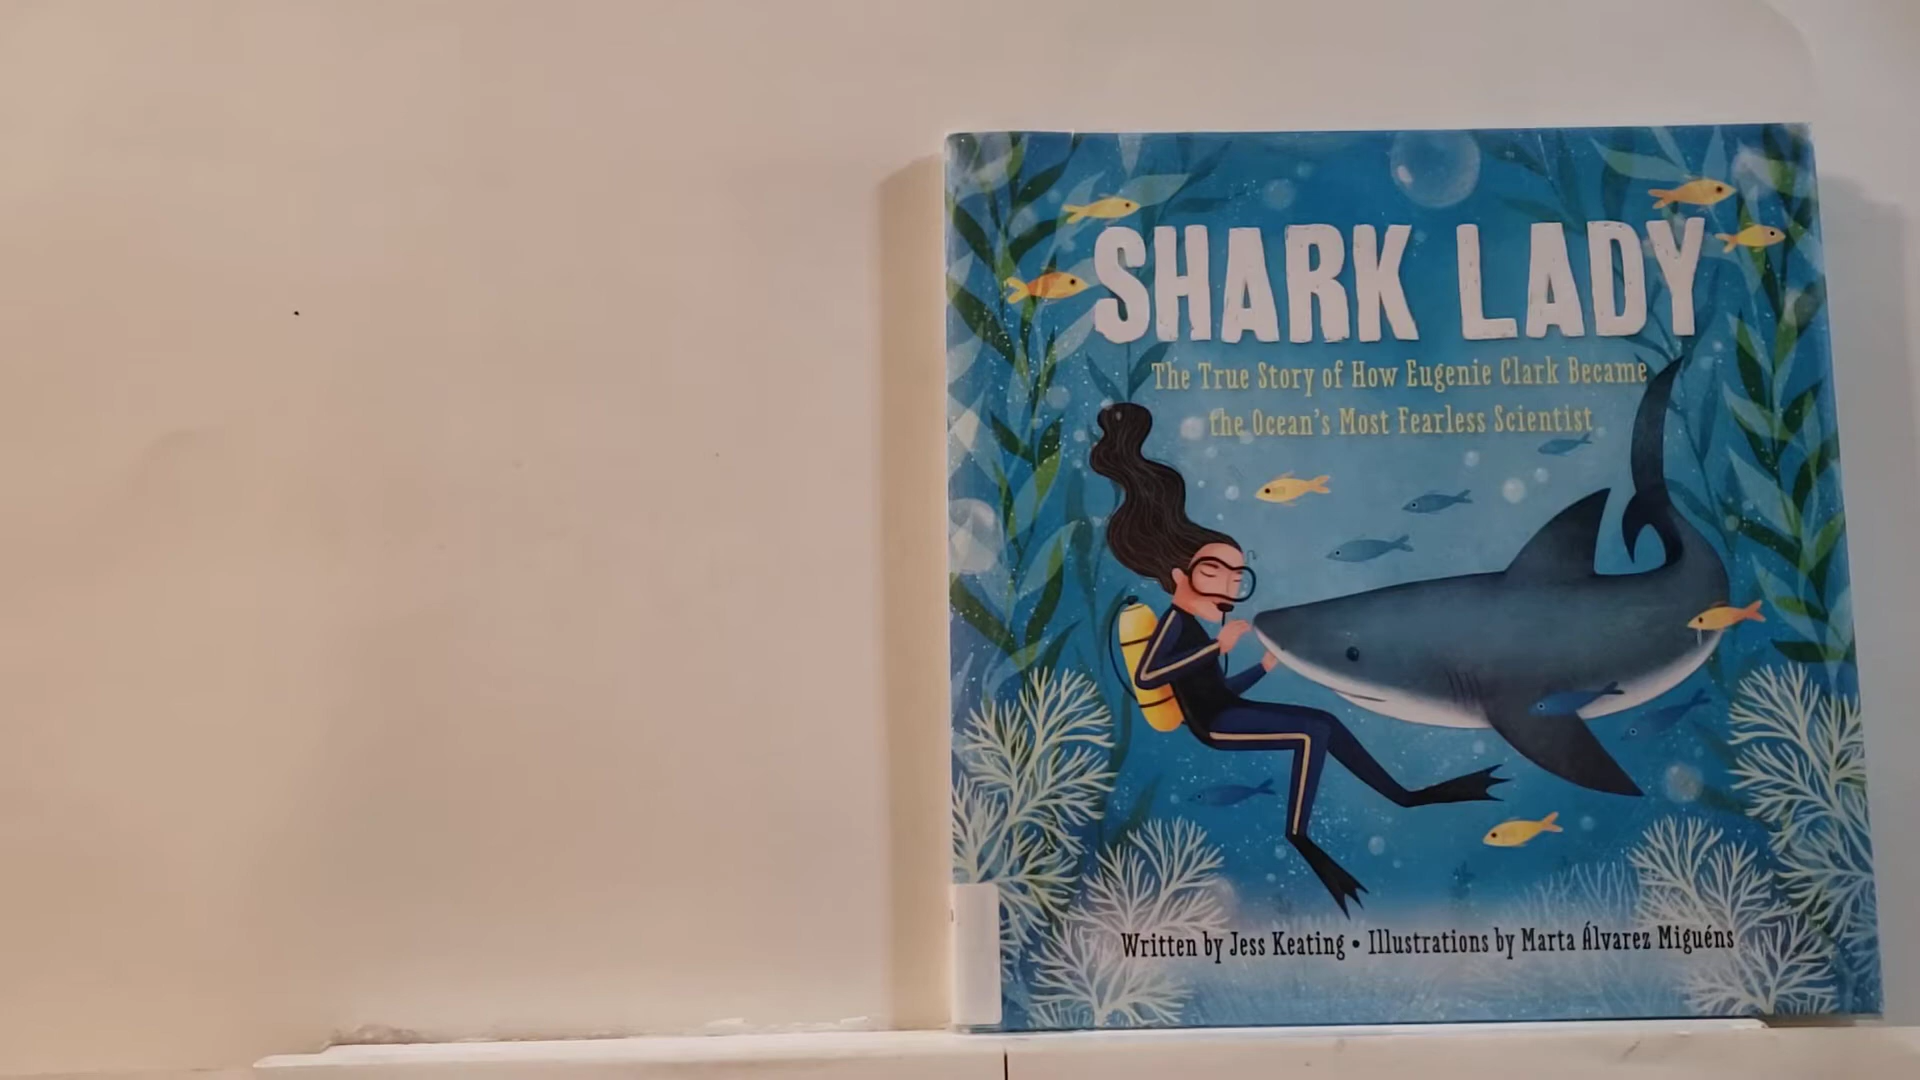 SHARK LADY
The True Story of How Eugenie Clark Became
the Ocean's Most Fearless Scientist
Written by Jess Keating • Illustrations by Marta Álvarez Miguéns